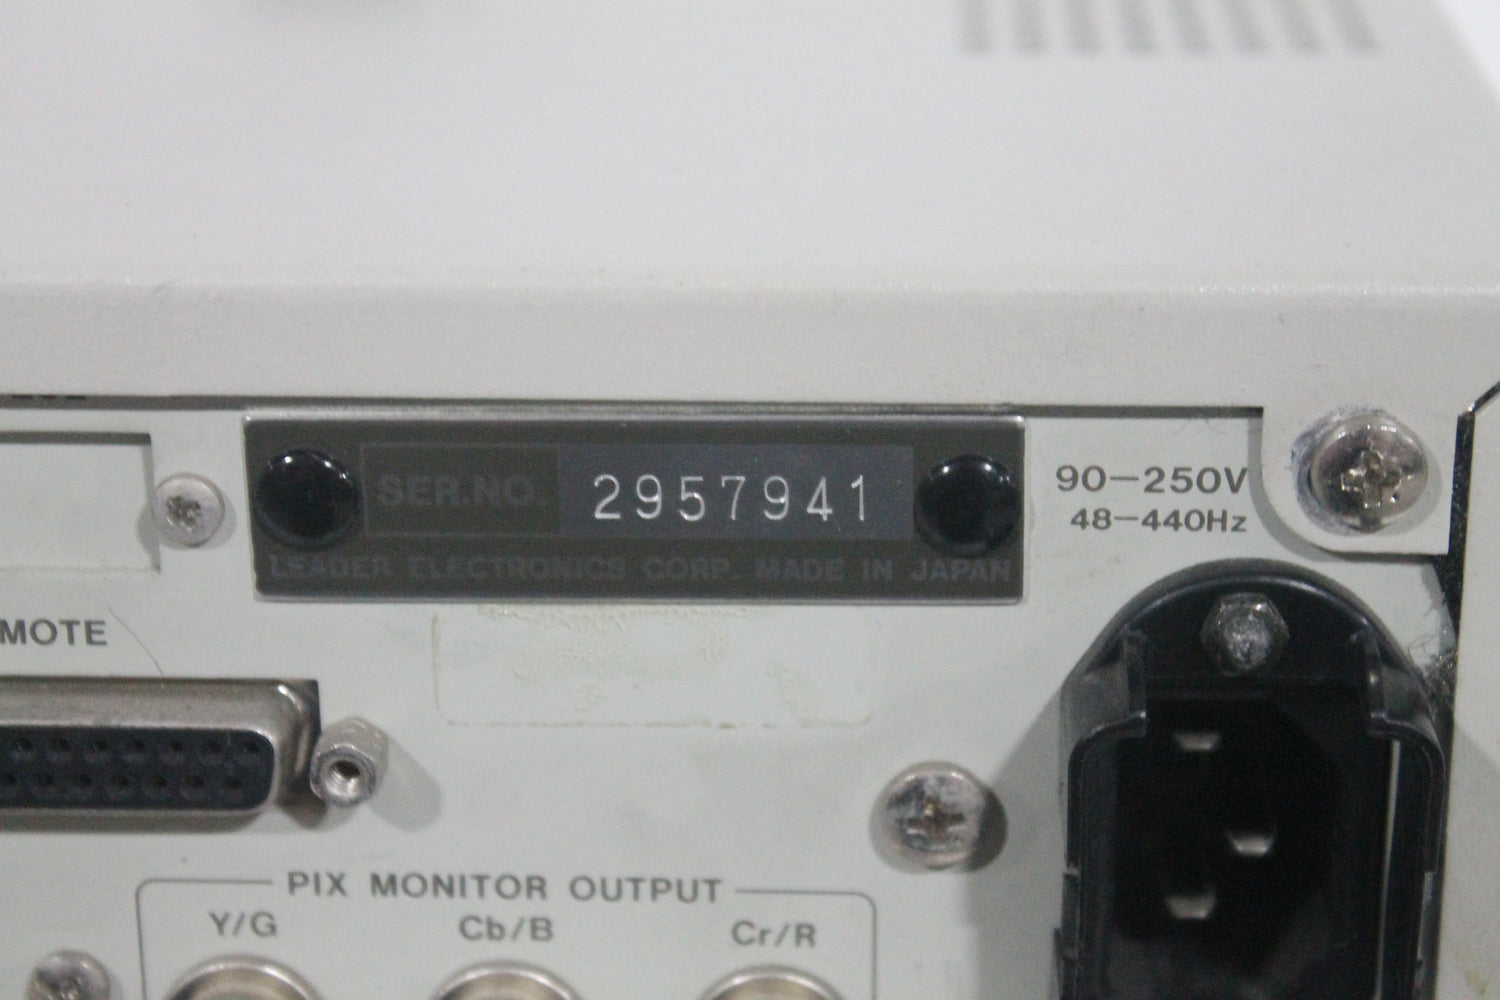 SER.NO. 2957941
LEADER ELECTRONICS CORP. MADE IN JAPAN
90-250V
48-440Hz
MOTE
PIX MONITOR OUTPUT
Y/G Cb/B Cr/R